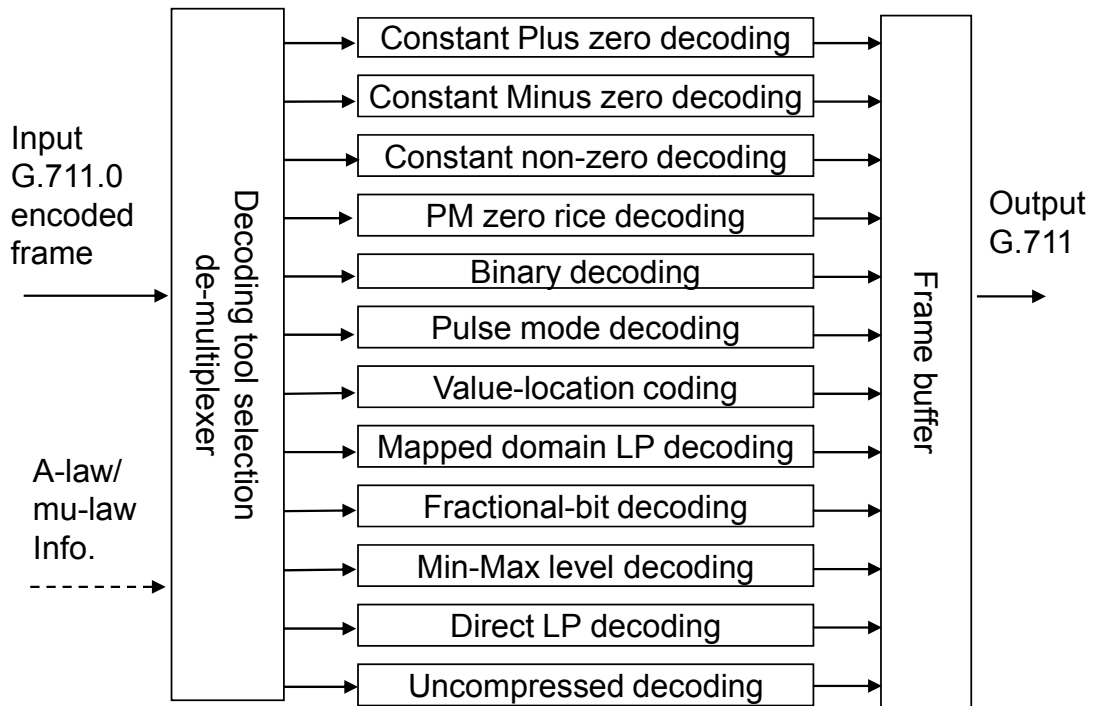 Input
G.711.0
encoded
frame
A-law/
mu-law
Info.
Decoding tool selection
de-multiplexer
Constant Plus zero decoding
Constant Minus zero decoding
Constant non-zero decoding
PM zero rice decoding
Binary decoding
Pulse mode decoding
Value-location coding
Mapped domain LP decoding
Fractional-bit decoding
Min-Max level decoding
Direct LP decoding
Uncompressed decoding
Frame buffer
Output
G.711